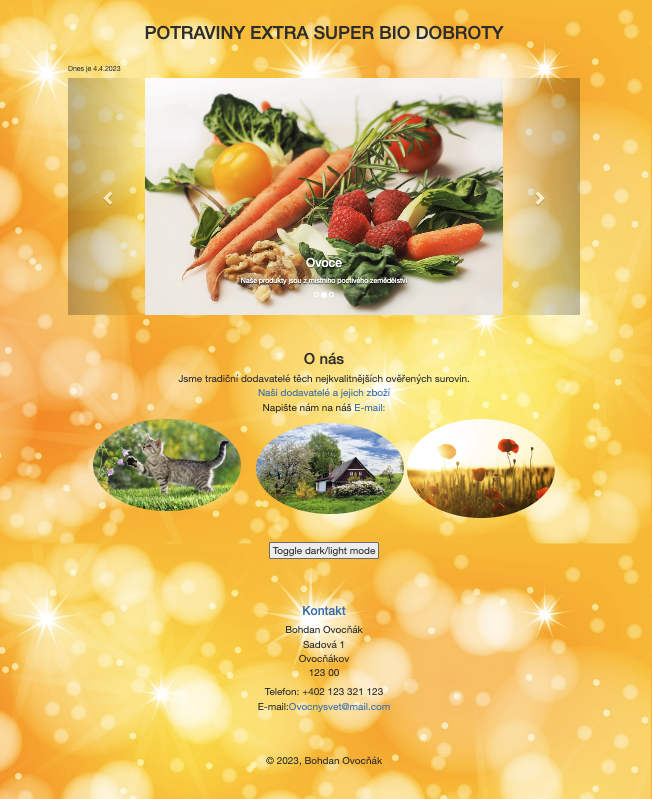 POTRAVINY EXTRA SUPER BIO DOBROTY
Dnes je 4.4.2023
Ovoce
Naše produkty jsou z místního poctivého zemědělství
O nás
Jsme tradiční dodavatelé těch nejkvalitnějších ověřených surovin.
Naši dodavatelé a jejich zboží
Napište nám na náš E-mail:
Toggle dark/light mode
Kontakt
Bohdan Ovocňák
Sadová 1
Ovocňákov
123 00
Telefon: +402 123 321 123
E-mail:Ovocnysvet@mail.com
© 2023, Bohdan Ovocňák